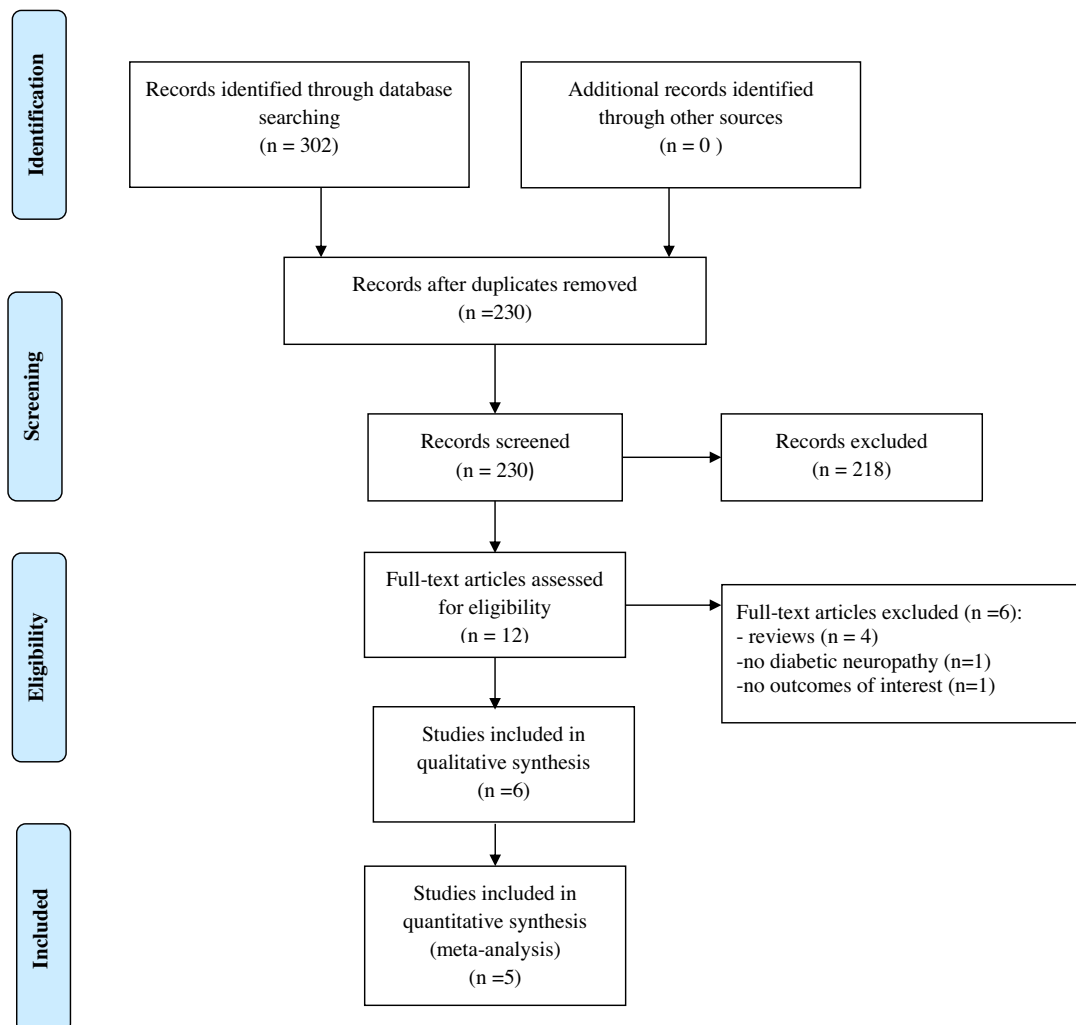 Identification
Records identified through database
searching
(n = 302)
Additional records identified
through other sources
(n = 0 )
Records after duplicates removed
(n =230)
Screening
Records screened
(n = 230)
Records excluded
(n = 218)
Eligibility
Full-text articles assessed
for eligibility
(n = 12)
Full-text articles excluded (n =6):
- reviews (n = 4)
-no diabetic neuropathy (n=1)
-no outcomes of interest (n=1)
Studies included in
qualitative synthesis
(n =6)
Included
Studies included in
quantitative synthesis
(meta-analysis)
(n =5)